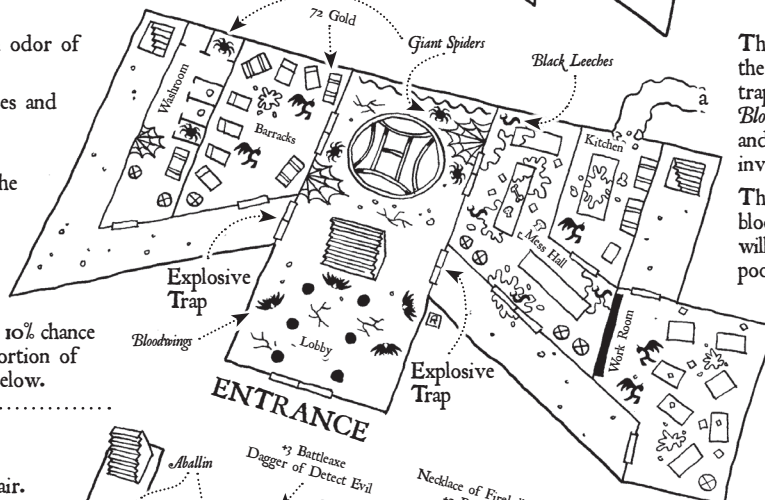 odor of
es and
he
10% chance
ortion of
elow.
air.
72 Gold
Giant Spiders
Black Leeches
Washroom
Barracks
Kitchen
a
Mess Hall
Explosive
Trap
Bloodwings
Lobby
Explosive
Trap
Work Room
ENTRANCE
Aballin
+3 Battleaxe
Dagger of Detect Evil
Necklace of
Th
the
trap
Blo
and
inv
Th
bloo
will
poo